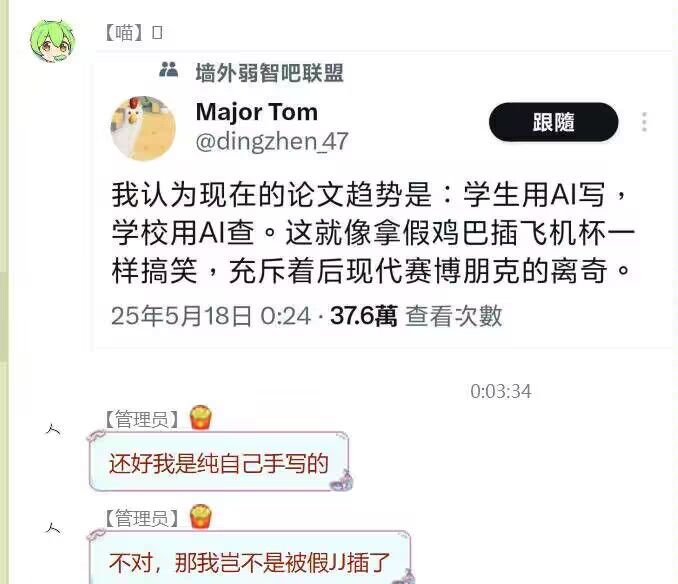 【喵】
墙外弱智吧联盟
Major Tom
@dingzhen_47
跟隨
我认为现在的论文趋势是：学生用AI写，
学校用AI查。这就像拿假鸡巴插飞机杯一
样搞笑，充斥着后现代赛博朋克的离奇。
25年5月18日 0:24 · 37.6萬 查看次數
0:03:34
【管理员】
还好我是纯自己手写的
【管理员】
不对，那我岂不是被假JJ插了